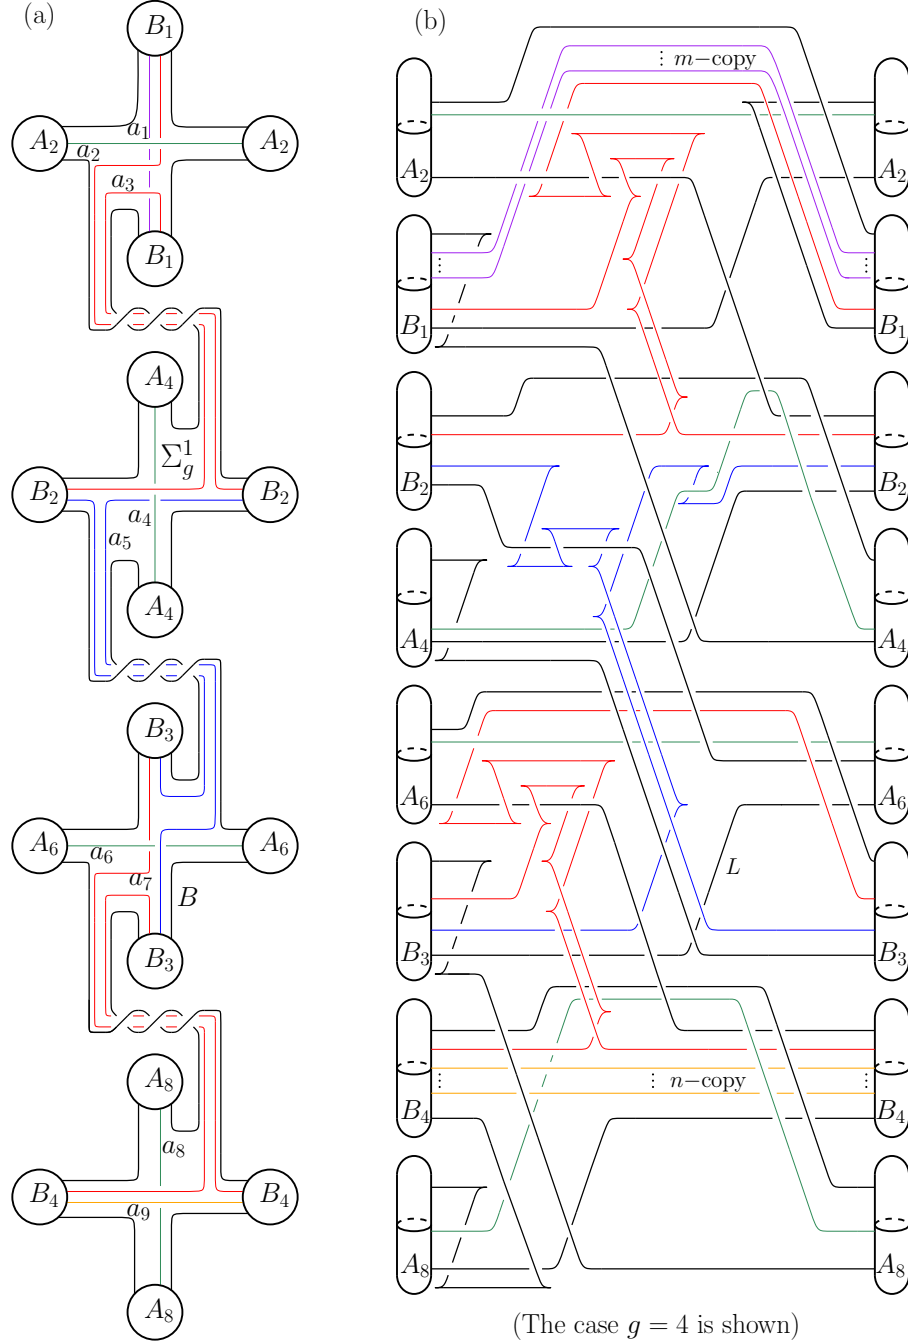 (a)
B₁
A₂
a₁
A₂
a₂
a₃
B₁
A₄
Σ¹g
B₂
B₂
a₄
a₅
A₄
B₃
A₆
A₆
a₆
a₇
B
B₃
A₈
a₈
B₄
B₄
a₉
A₈
(b)
⋮ m−copy
A₂
A₂
⋮
⋮
B₁
B₁
B₂
B₂
A₄
A₄
A₆
A₆
L
B₃
B₃
⋮
⋮ n−copy
⋮
B₄
B₄
A₈
A₈
(The case g = 4 is shown)